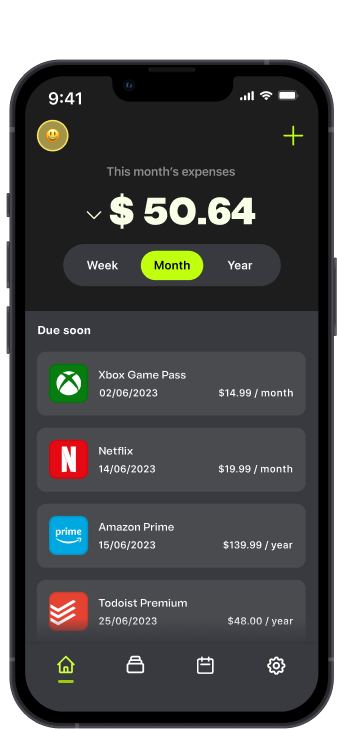 9:41
This month's expenses
$ 50.64
Week Month Year
Due soon
Xbox Game Pass
02/06/2023 $14.99 / month
N Netflix
14/06/2023 $19.99 / month
prime Amazon Prime
15/06/2023 $139.99 / year
Todoist Premium
25/06/2023 $48.00 / year